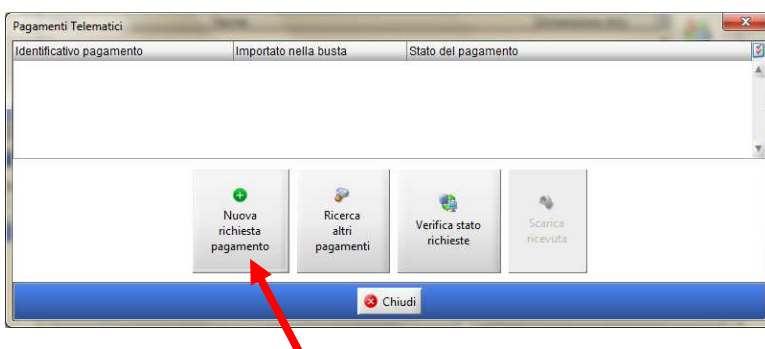 Pagamenti Telematici
Identificativo pagamento Importato nella busta Stato del pagamento
Nuova
richiesta
pagamento
Ricerca
altri
pagamenti
Verifica stato
richieste
Scarica
ricevuta
Chiudi